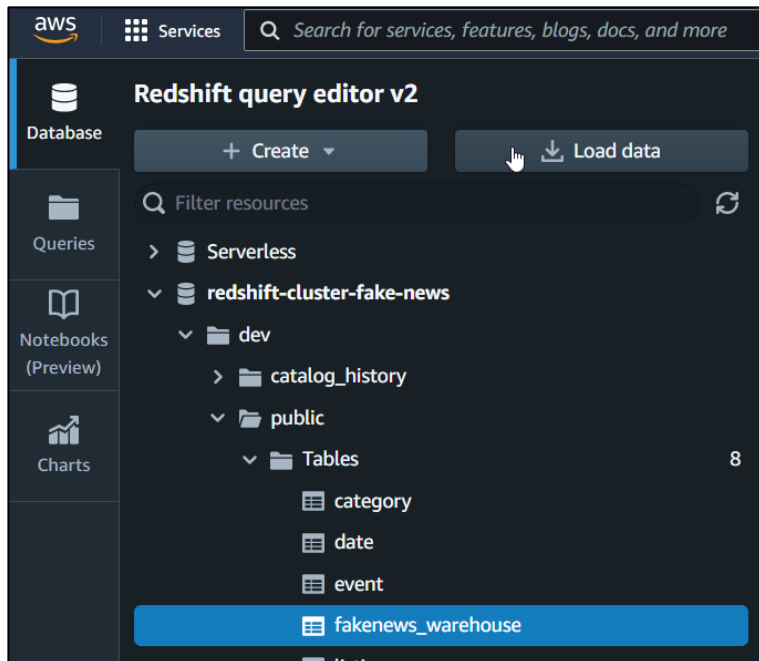 aws
Services
Search for services, features, blogs, docs, and more
Database
Queries
Notebooks
(Preview)
Charts
Redshift query editor v2
+ Create
Load data
Filter resources
Serverless
redshift-cluster-fake-news
dev
catalog_history
public
Tables 8
category
date
event
fakenews_warehouse